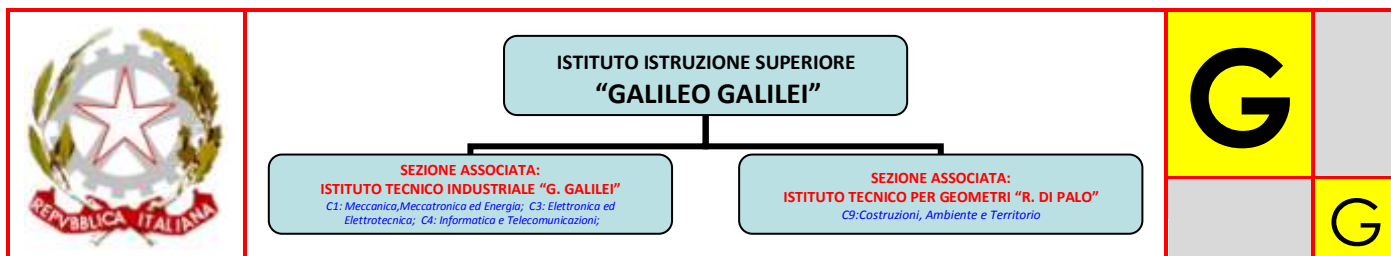 REPVBBLICA ITALIANA
ISTITUTO ISTRUZIONE SUPERIORE
“GALILEO GALILEI”
SEZIONE ASSOCIATA:
ISTITUTO TECNICO INDUSTRIALE “G. GALILEI”
C1: Meccanica,Meccatronica ed Energia; C3: Elettronica ed
Elettrotecnica; C4: Informatica e Telecomunicazioni;
SEZIONE ASSOCIATA:
ISTITUTO TECNICO PER GEOMETRI “R. DI PALO”
C9:Costruzioni, Ambiente e Territorio
G
G